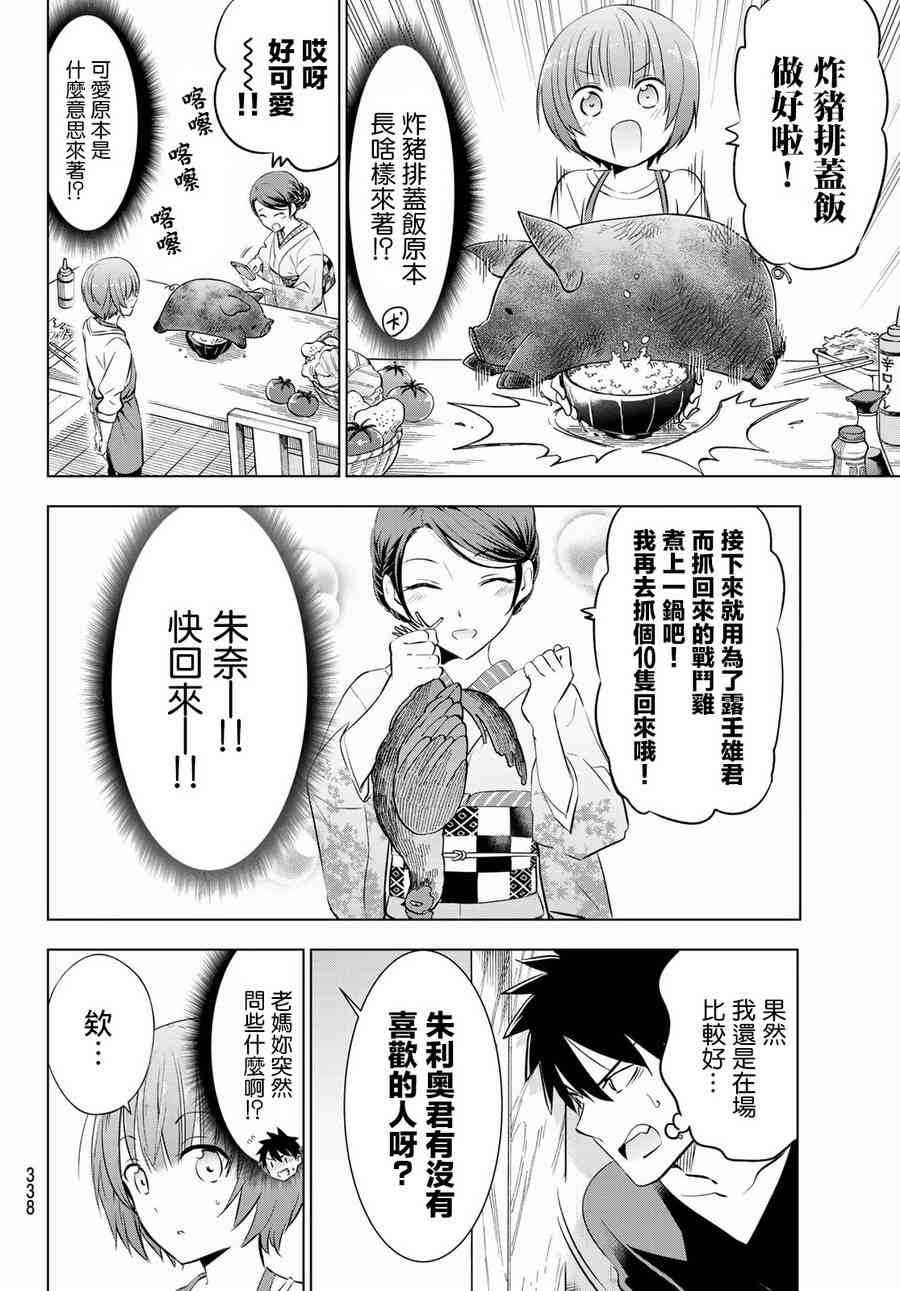 炸豬排蓋飯
做好啦！
炸豬排蓋飯原本
長啥樣來著!?
哎呀
好可愛
～～～!!
喀嚓
喀嚓
喀嚓
可愛原本是
什麼意思來著!?
接下來就用為了露壬雄君
而抓回來的戰鬥雞
煮上一鍋吧！
我再去抓個10隻回來哦！
朱奈—!!
快回來—!!
果然
我還是在場
比較好…
朱利奧君有沒有
喜歡的人呀？
老媽妳突然
問些什麼啊!?
欸…
338